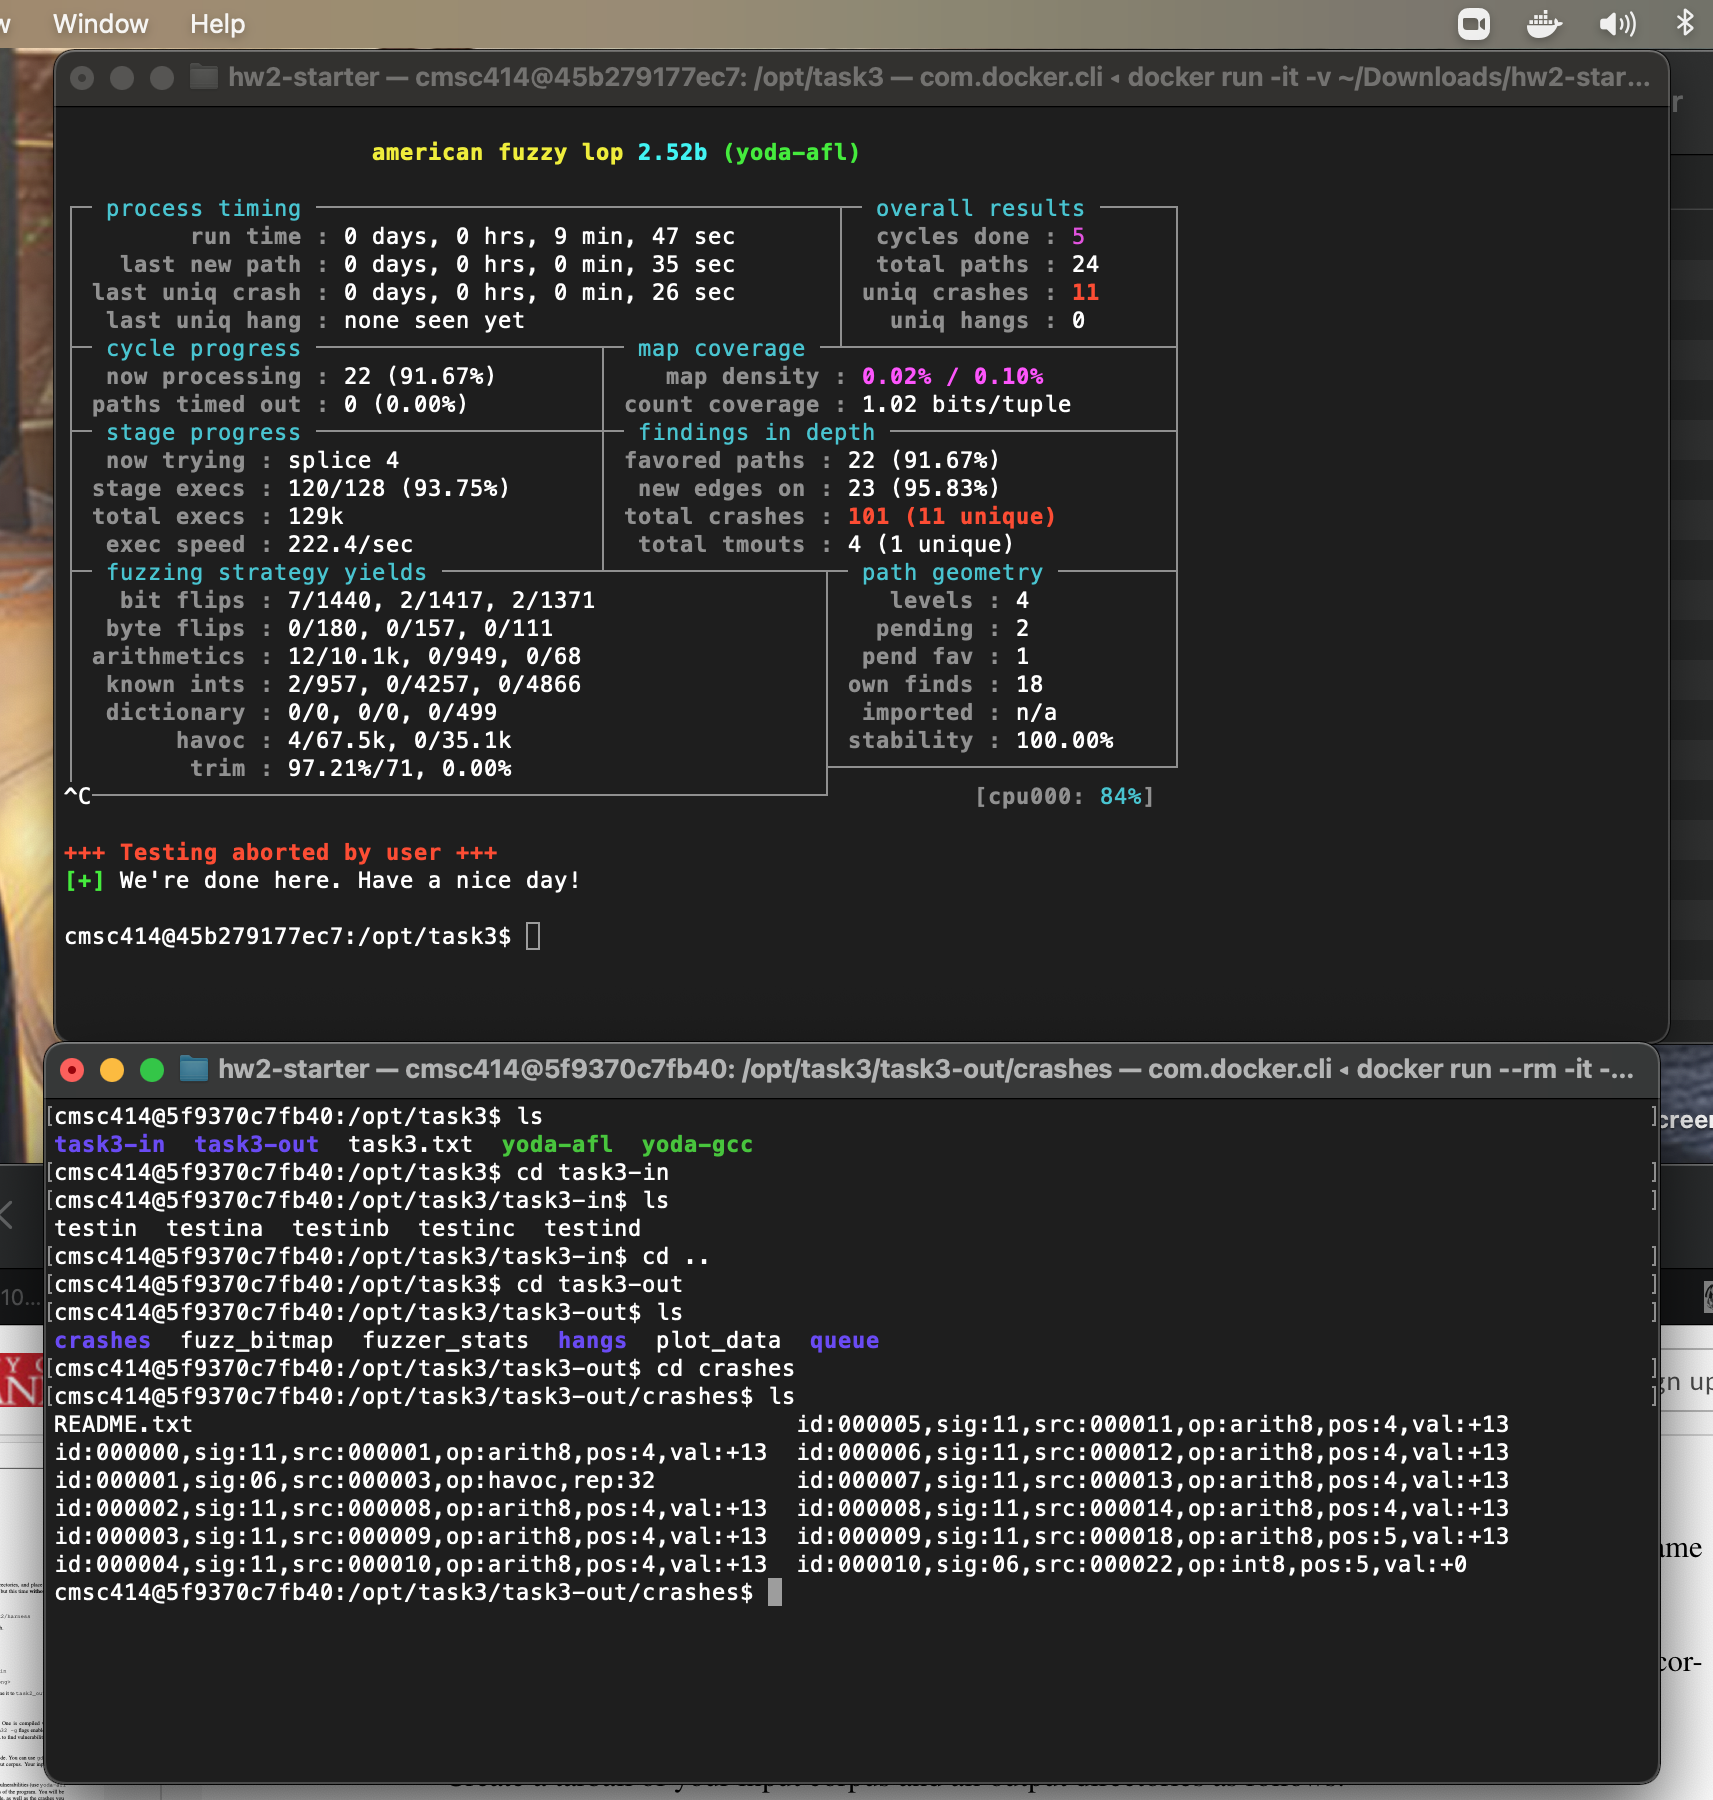 Window Help
hw2-starter — cmsc414@45b279177ec7: /opt/task3 — com.docker.cli ◂ docker run -it -v ~/Downloads/hw2-star...
american fuzzy lop 2.52b (yoda-afl)
process timing overall results
run time : 0 days, 0 hrs, 9 min, 47 sec cycles done : 5
last new path : 0 days, 0 hrs, 0 min, 35 sec total paths : 24
last uniq crash : 0 days, 0 hrs, 0 min, 26 sec uniq crashes : 11
last uniq hang : none seen yet uniq hangs : 0
cycle progress map coverage
now processing : 22 (91.67%) map density : 0.02% / 0.10%
paths timed out : 0 (0.00%) count coverage : 1.02 bits/tuple
stage progress findings in depth
now trying : splice 4 favored paths : 22 (91.67%)
stage execs : 120/128 (93.75%) new edges on : 23 (95.83%)
total execs : 129k total crashes : 101 (11 unique)
exec speed : 222.4/sec total tmouts : 4 (1 unique)
fuzzing strategy yields path geometry
bit flips : 7/1440, 2/1417, 2/1371 levels : 4
byte flips : 0/180, 0/157, 0/111 pending : 2
arithmetics : 12/10.1k, 0/949, 0/68 pend fav : 1
known ints : 2/957, 0/4257, 0/4866 own finds : 18
dictionary : 0/0, 0/0, 0/499 imported : n/a
havoc : 4/67.5k, 0/35.1k stability : 100.00%
trim : 97.21%/71, 0.00%
^C [cpu000: 84%]
+++ Testing aborted by user +++
[+] We're done here. Have a nice day!
cmsc414@45b279177ec7:/opt/task3$
hw2-starter — cmsc414@5f9370c7fb40: /opt/task3/task3-out/crashes — com.docker.cli ◂ docker run --rm -it -...
[cmsc414@5f9370c7fb40:/opt/task3$ ls ]
task3-in task3-out task3.txt yoda-afl yoda-gcc
[cmsc414@5f9370c7fb40:/opt/task3$ cd task3-in ]
[cmsc414@5f9370c7fb40:/opt/task3/task3-in$ ls ]
testin testina testinb testinc testind
[cmsc414@5f9370c7fb40:/opt/task3/task3-in$ cd .. ]
[cmsc414@5f9370c7fb40:/opt/task3$ cd task3-out ]
[cmsc414@5f9370c7fb40:/opt/task3/task3-out$ ls ]
crashes fuzz_bitmap fuzzer_stats hangs plot_data queue
[cmsc414@5f9370c7fb40:/opt/task3/task3-out$ cd crashes ]
[cmsc414@5f9370c7fb40:/opt/task3/task3-out/crashes$ ls ]
README.txt id:000005,sig:11,src:000011,op:arith8,pos:4,val:+13
id:000000,sig:11,src:000001,op:arith8,pos:4,val:+13 id:000006,sig:11,src:000012,op:arith8,pos:4,val:+13
id:000001,sig:06,src:000003,op:havoc,rep:32 id:000007,sig:11,src:000013,op:arith8,pos:4,val:+13
id:000002,sig:11,src:000008,op:arith8,pos:4,val:+13 id:000008,sig:11,src:000014,op:arith8,pos:4,val:+13
id:000003,sig:11,src:000009,op:arith8,pos:4,val:+13 id:000009,sig:11,src:000018,op:arith8,pos:5,val:+13
id:000004,sig:11,src:000010,op:arith8,pos:4,val:+13 id:000010,sig:06,src:000022,op:int8,pos:5,val:+0
cmsc414@5f9370c7fb40:/opt/task3/task3-out/crashes$